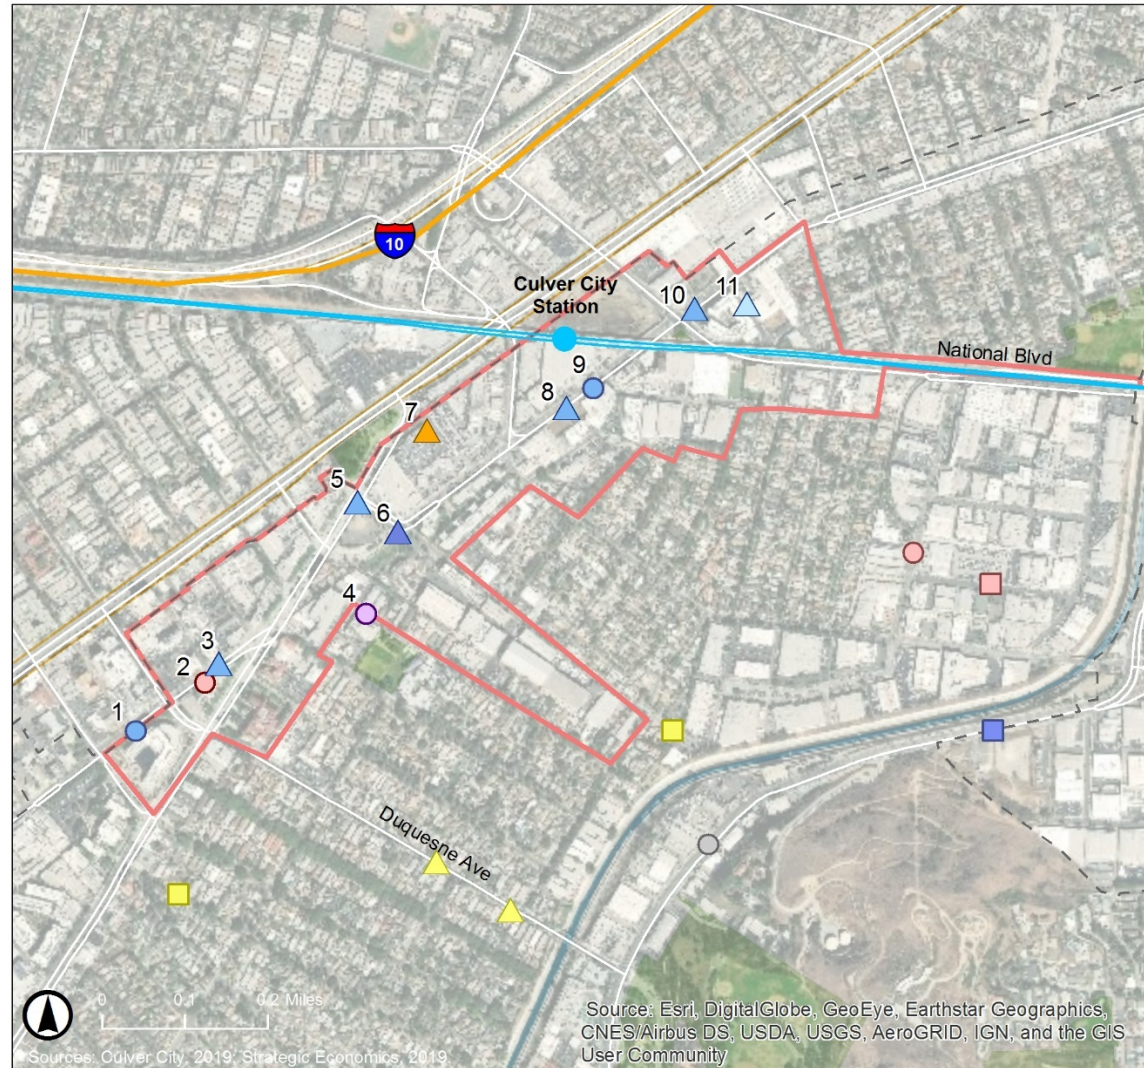 10
Culver City
Station
10
11
National Blvd
9
8
7
5
6
4
3
2
1
Duquesne Ave
0 0.1 0.2 Miles
Source: Esri, DigitalGlobe, GeoEye, Earthstar Geographics,
CNES/Airbus DS, USDA, USGS, AeroGRID, IGN, and the GIS
User Community
Sources: Culver City, 2019; Strategic Economics, 2019.